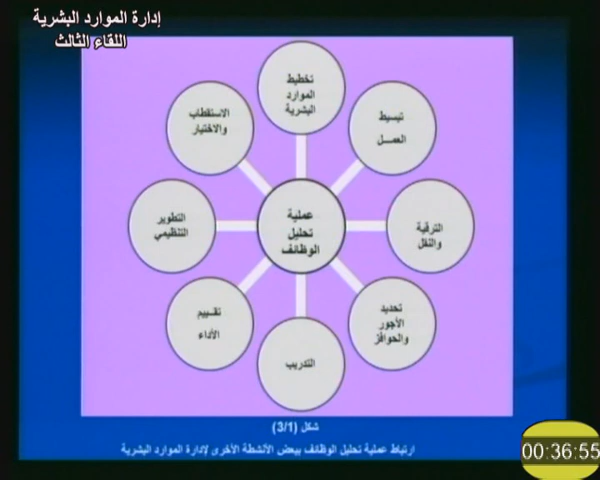 إدارة الموارد البشرية
اللقاء الثالث
تخطيط
الموارد
البشرية
تبسيط
العمـل
الترقية
والنقل
تحديد
الأجور
والحوافز
التدريب
تقـييم
الأداء
التطوير
التنظيمي
الاستقطاب
والاختيار
عملية
تحليل
الوظائف
شكل (3/1)
ارتباط عملية تحليل الوظائف ببعض الأنشطة الأخرى لإدارة الموارد البشرية
00:36:55